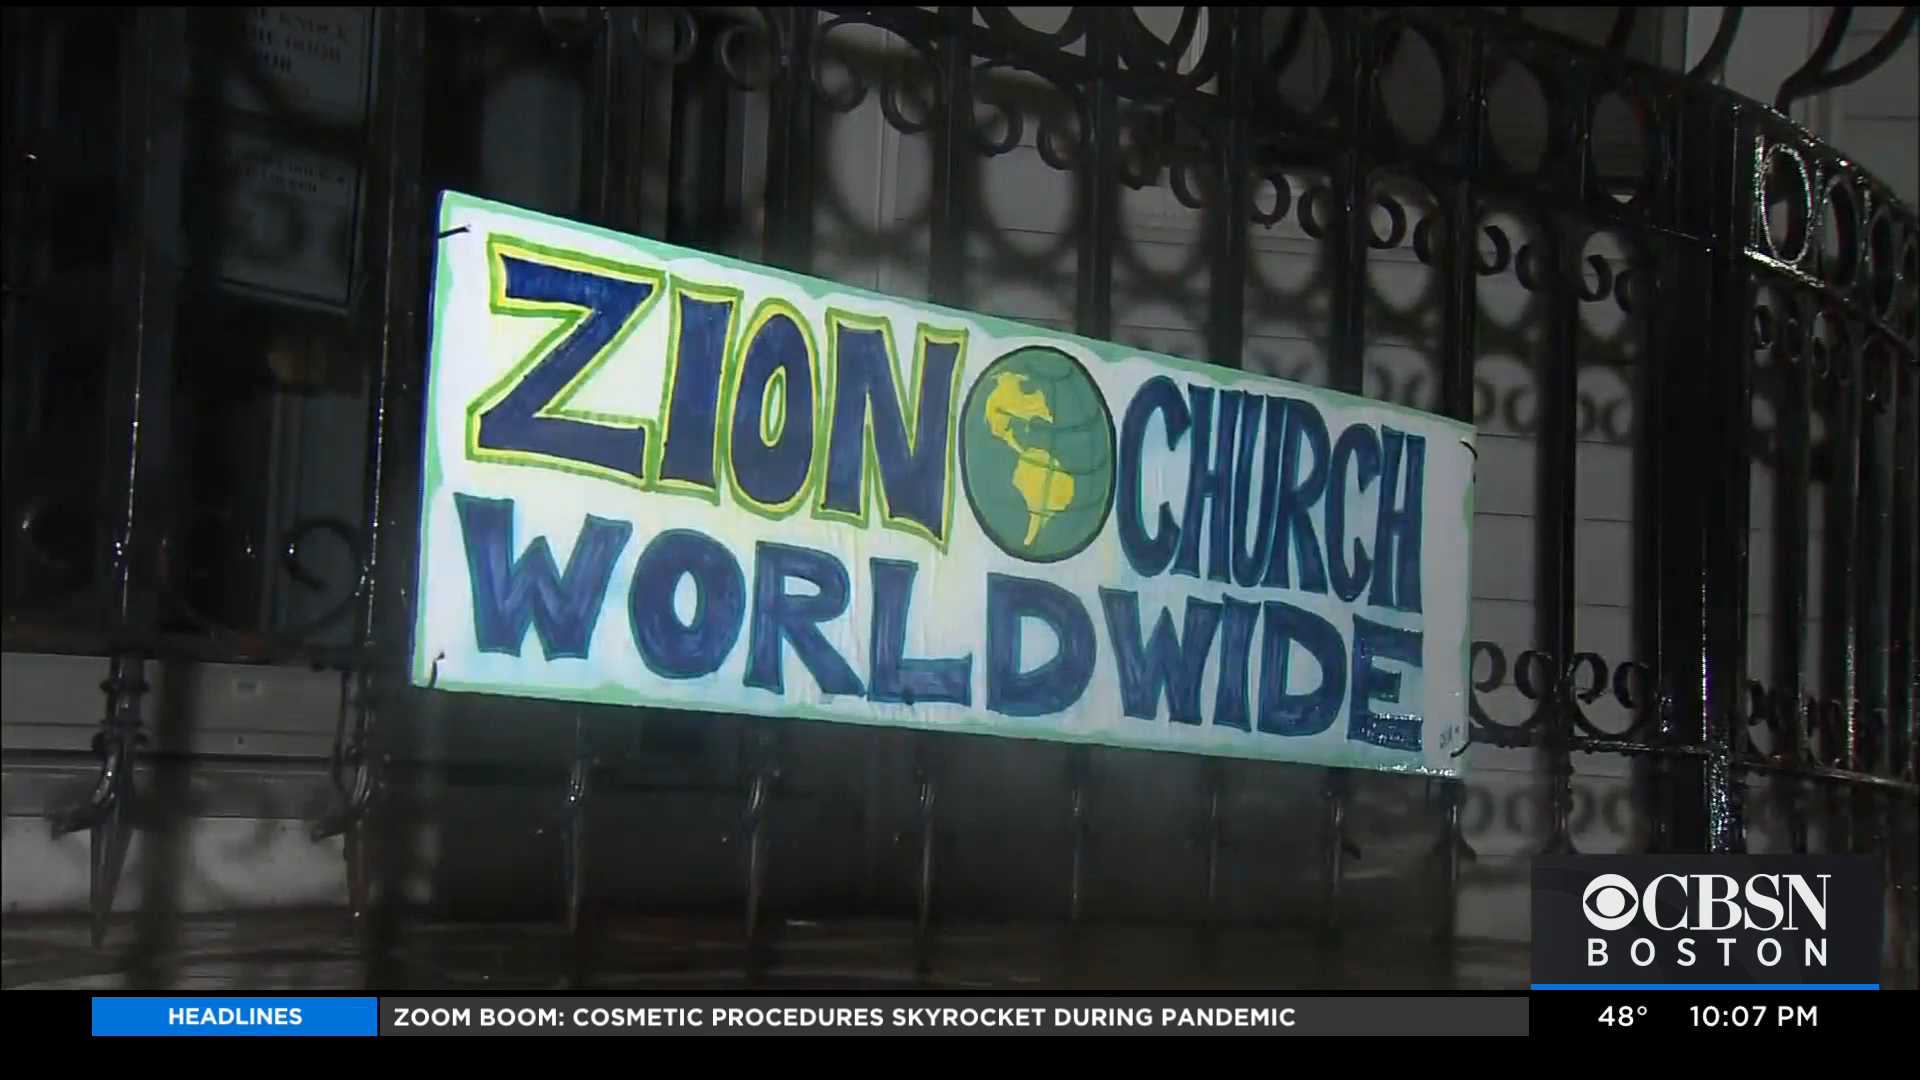 ZION CHURCH
WORLDWIDE
CBSN
BOSTON
HEADLINES
ZOOM BOOM: COSMETIC PROCEDURES SKYROCKET DURING PANDEMIC
48° 10:07 PM